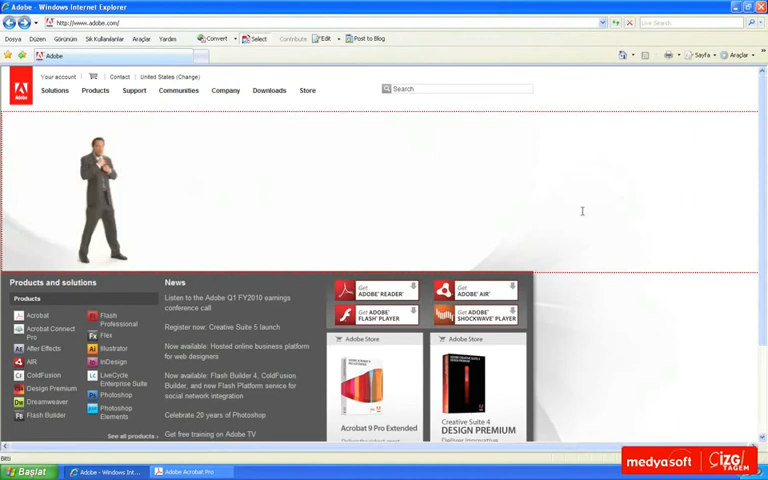 Adobe - Windows Internet Explorer
http://www.adobe.com/
Live Search
Dosya Düzen Görünüm Sık Kullanılanlar Araçlar Yardım Convert Select Contribute Edit Post to Blog
Adobe
Sayfa Araçlar
Your account Contact United States (Change)
Solutions Products Support Communities Company Downloads Store
Search
Adobe
Products and solutions
Products
Acrobat
Acrobat Connect Pro
After Effects
AIR
ColdFusion
Design Premium
Dreamweaver
Flash Builder
Flash Professional
Flex
Illustrator
InDesign
LiveCycle Enterprise Suite
Photoshop
Photoshop Elements
See all products ›
News
Listen to the Adobe Q1 FY2010 earnings
conference call
Register now: Creative Suite 5 launch
Now available: Hosted online business platform
for web designers
Now available: Flash Builder 4, ColdFusion
Builder, and new Flash Platform service for
social network integration
Celebrate 20 years of Photoshop
Get free training on Adobe TV
Get ADOBE® READER®
Get ADOBE® AIR™
Get ADOBE® FLASH® PLAYER
Get ADOBE® SHOCKWAVE® PLAYER
Adobe Store
Acrobat 9 Pro Extended
Adobe Store
Creative Suite 4
DESIGN PREMIUM
Deliver innovative
Bitti
Başlat
Adobe - Windows Int...
Adobe Acrobat Pro
medyasoft
ÇİZGİ
TAGEM